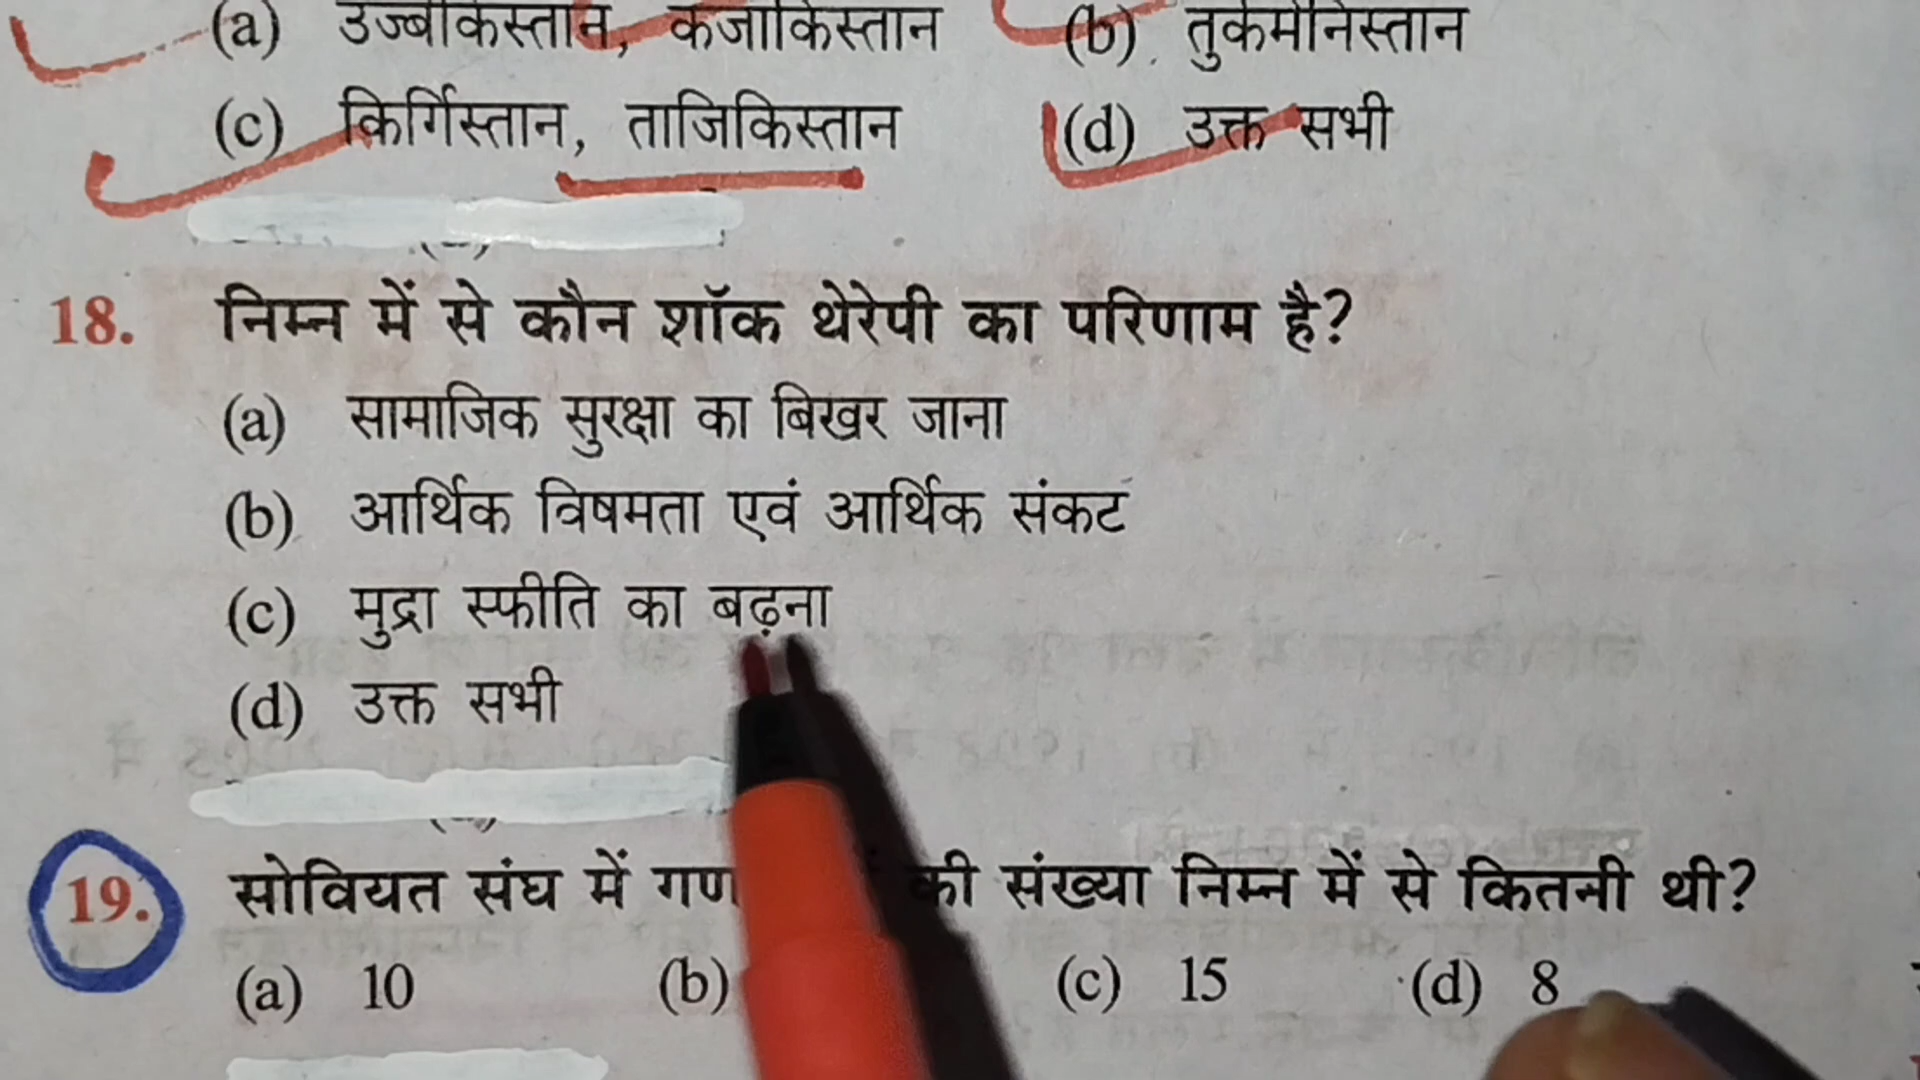 (a) उज्बेकिस्तान, कजाकिस्तान (b) तुर्कमेनिस्तान
(c) किर्गिस्तान, ताजिकिस्तान (d) उक्त सभी
18. निम्न में से कौन शॉक थेरेपी का परिणाम है?
(a) सामाजिक सुरक्षा का बिखर जाना
(b) आर्थिक विषमता एवं आर्थिक संकट
(c) मुद्रा स्फीति का बढ़ना
(d) उक्त सभी
19. सोवियत संघ में की संख्या निम्न में से कितनी थी?
(a) 10 (b) (c) 15 (d) 8